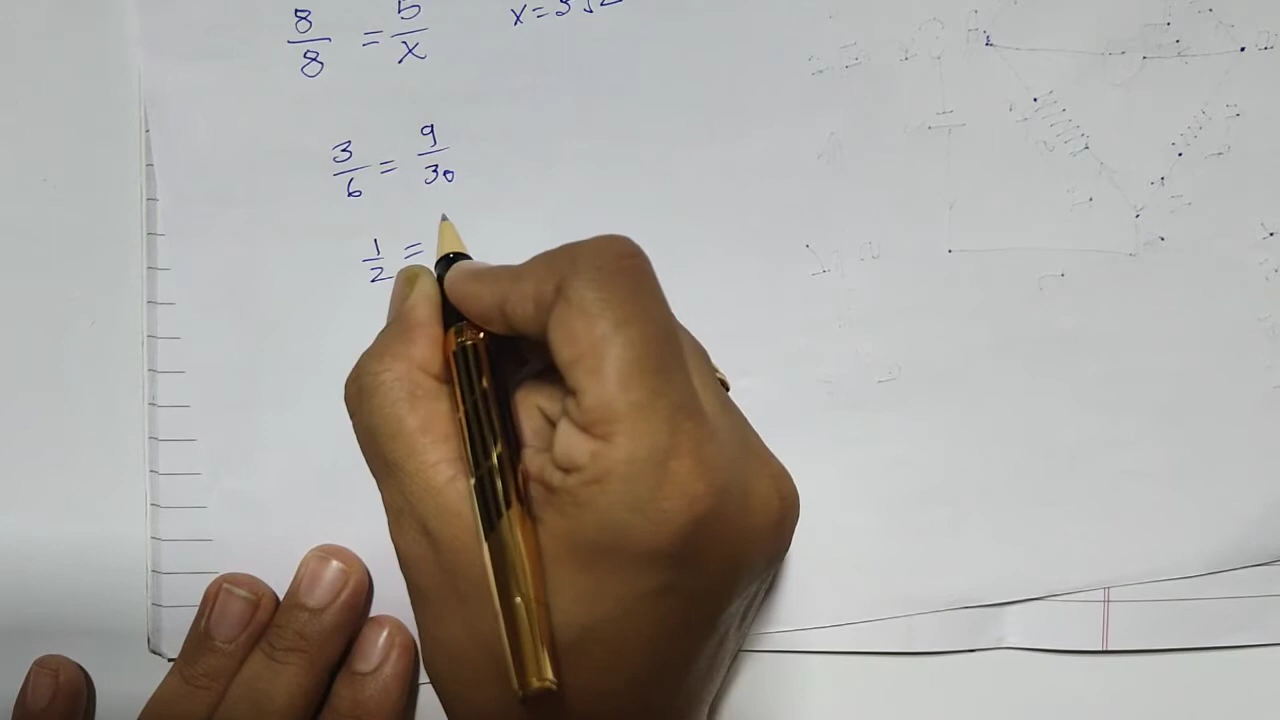 8/8 = 5/x
3/6 = 9/30
1/2 =